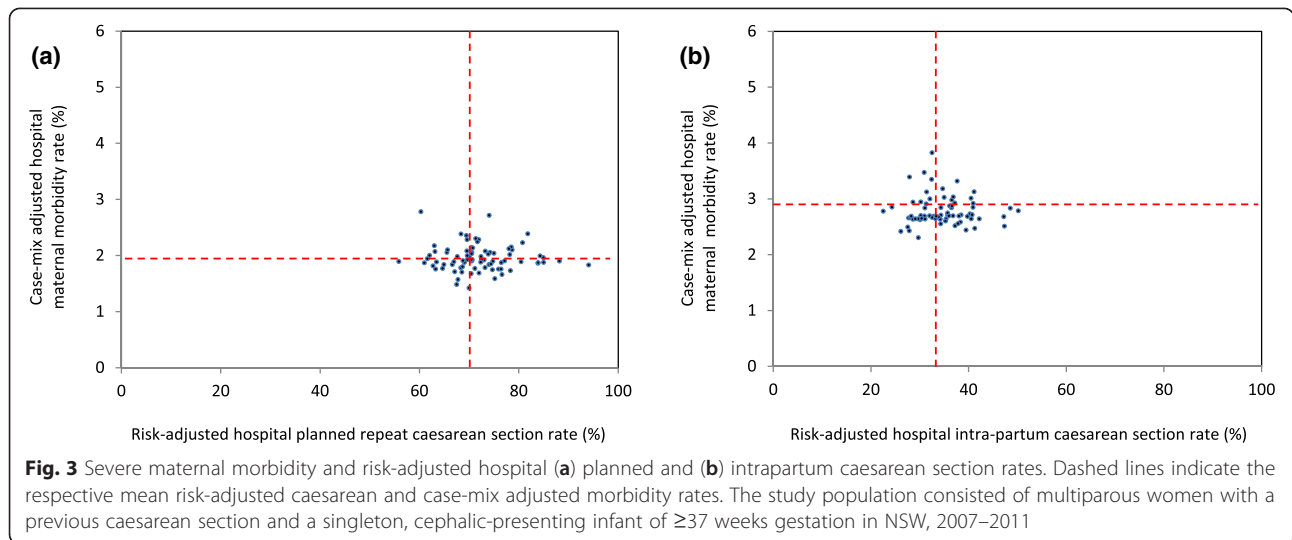 (a)
6
5
4
3
2
1
0
Case-mix adjusted hospital
maternal morbidity rate (%)
0 20 40 60 80 100
Risk-adjusted hospital planned repeat caesarean section rate (%)
(b)
6
5
4
3
2
1
0
Case-mix adjusted hospital
maternal morbidity rate (%)
0 20 40 60 80 100
Risk-adjusted hospital intra-partum caesarean section rate (%)
Fig. 3 Severe maternal morbidity and risk-adjusted hospital (a) planned and (b) intrapartum caesarean section rates. Dashed lines indicate the
respective mean risk-adjusted caesarean and case-mix adjusted morbidity rates. The study population consisted of multiparous women with a
previous caesarean section and a singleton, cephalic-presenting infant of ≥37 weeks gestation in NSW, 2007–2011